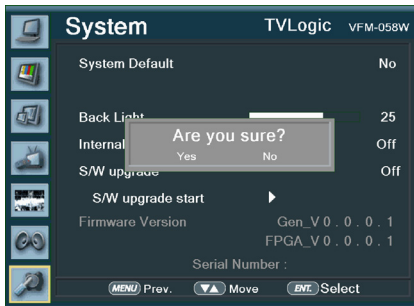 System TVLogic VFM-058W
System Default No
Back Light 25
Internal Off
Are you sure?
Yes No
S/W upgrade Off
S/W upgrade start
Firmware Version Gen_V 0 . 0 . 0 . 1
FPGA_V 0 . 0 . 0 . 1
Serial Number :
MENU Prev. ▼▲ Move ENT. Select